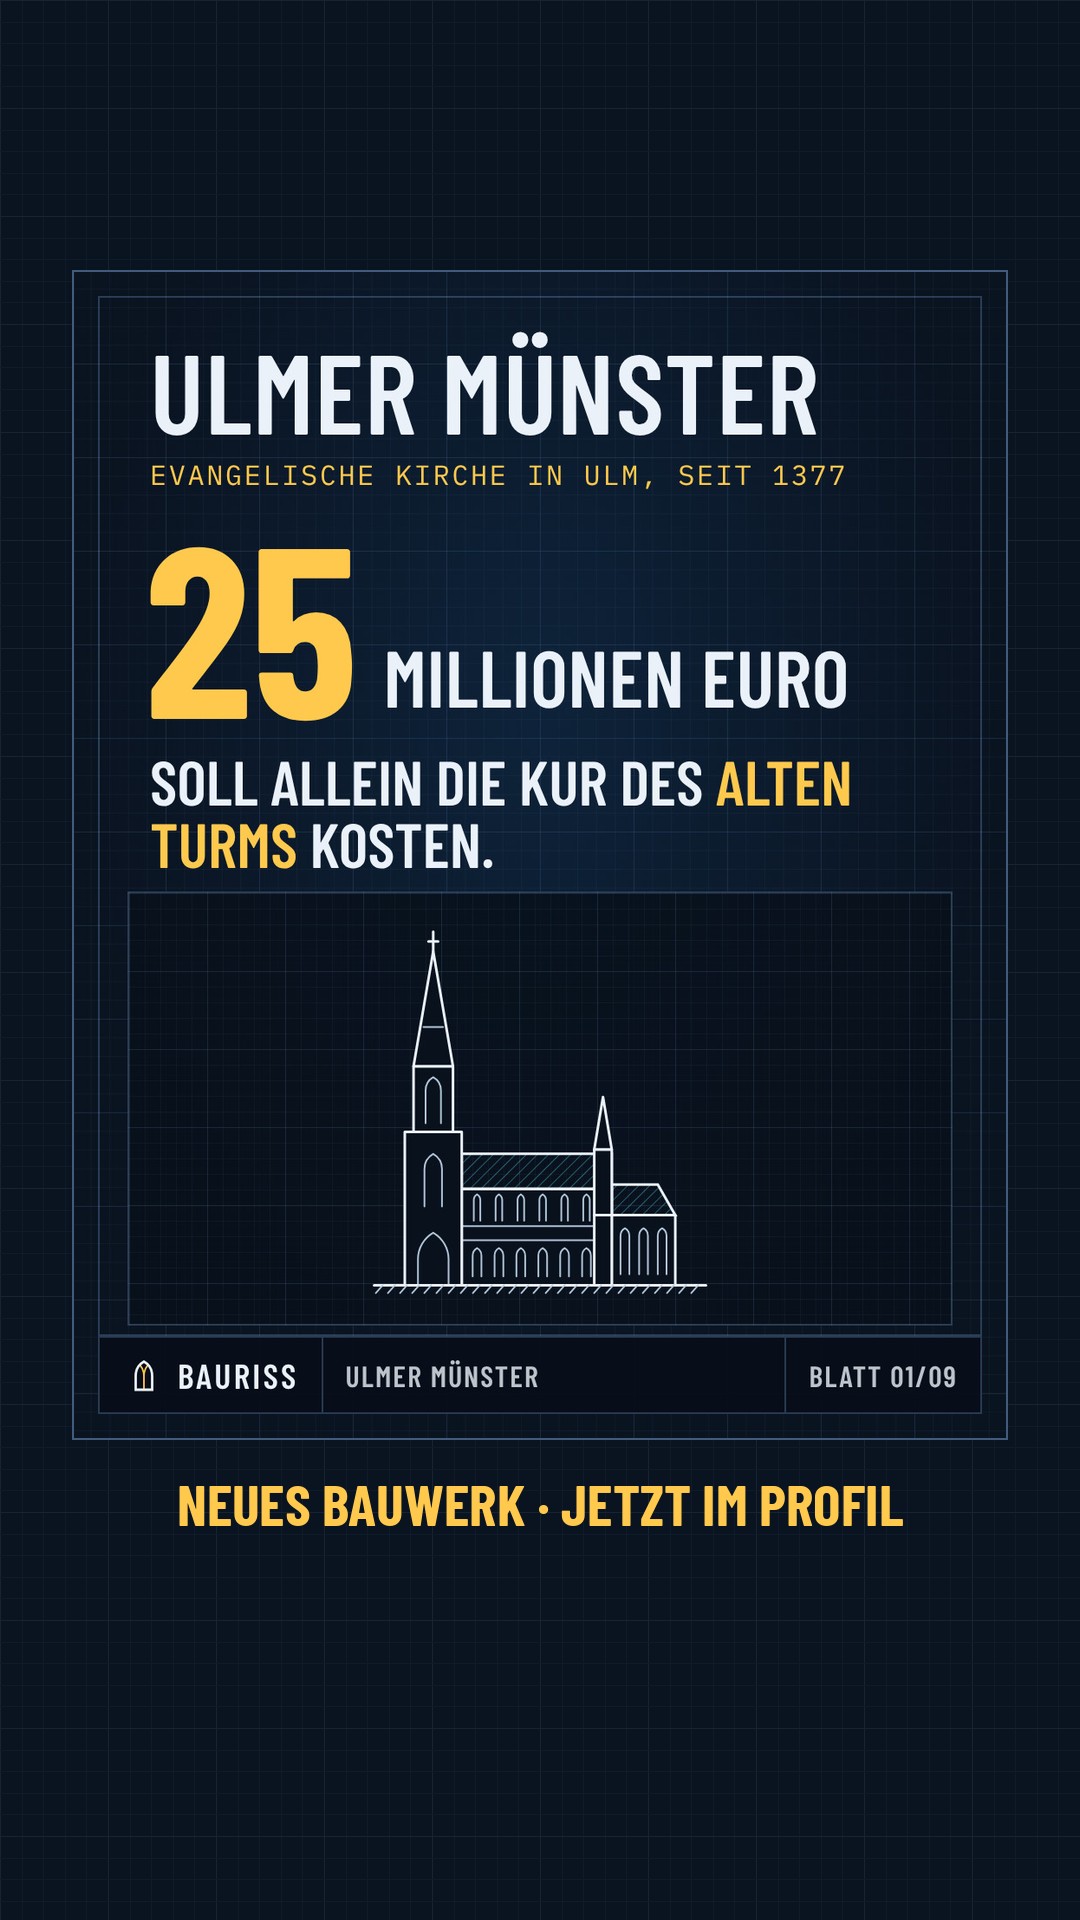 ULMER MÜNSTER
EVANGELISCHE KIRCHE IN ULM, SEIT 1377
25 MILLIONEN EURO
SOLL ALLEIN DIE KUR DES ALTEN
TURMS KOSTEN.
BAURISS
ULMER MÜNSTER
BLATT 01/09
NEUES BAUWERK · JETZT IM PROFIL